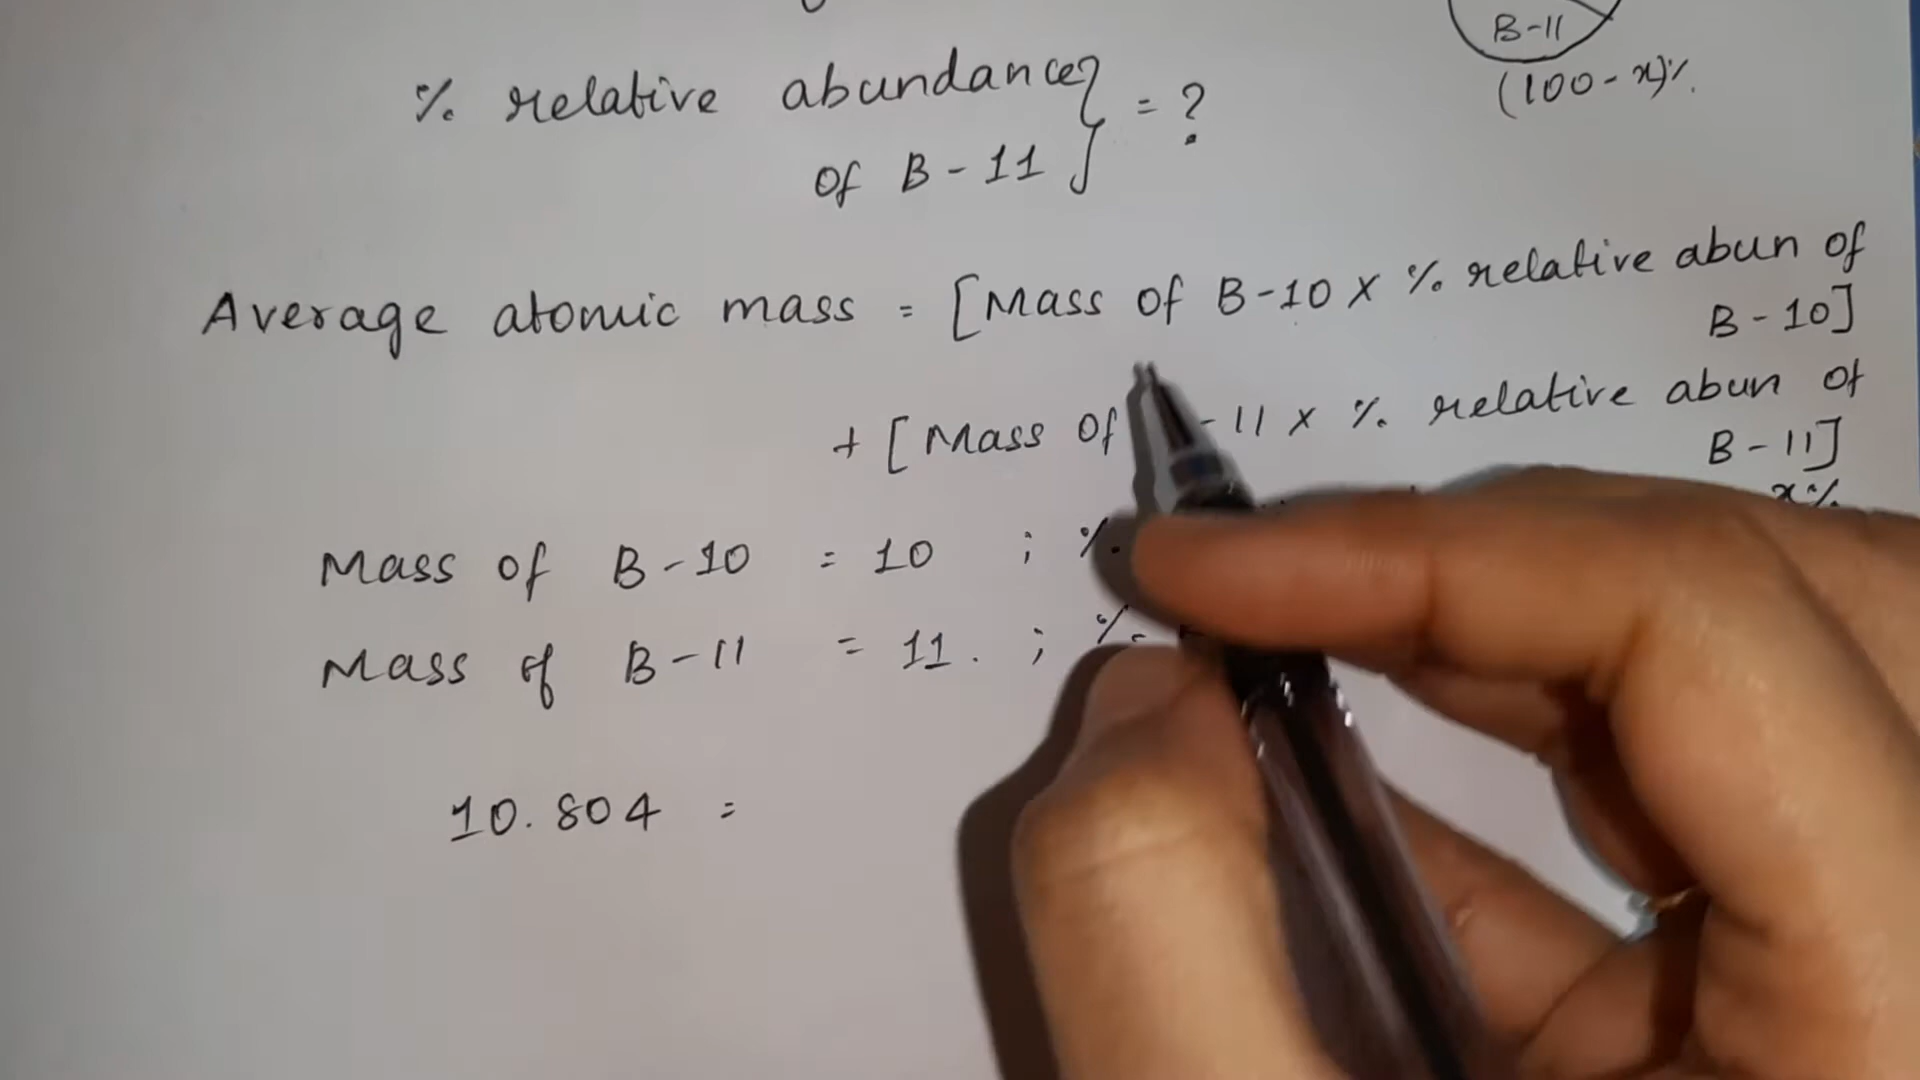 B-11
(100-x)%
% relative abundance
of B-11 } = ?
Average atomic mass = [Mass of B-10 x % relative abun of
B-10]
+ [Mass of -11 x % relative abun of
B-11]
x%
Mass of B-10 = 10 ; %
Mass of B-11 = 11. ; %
10.804 =